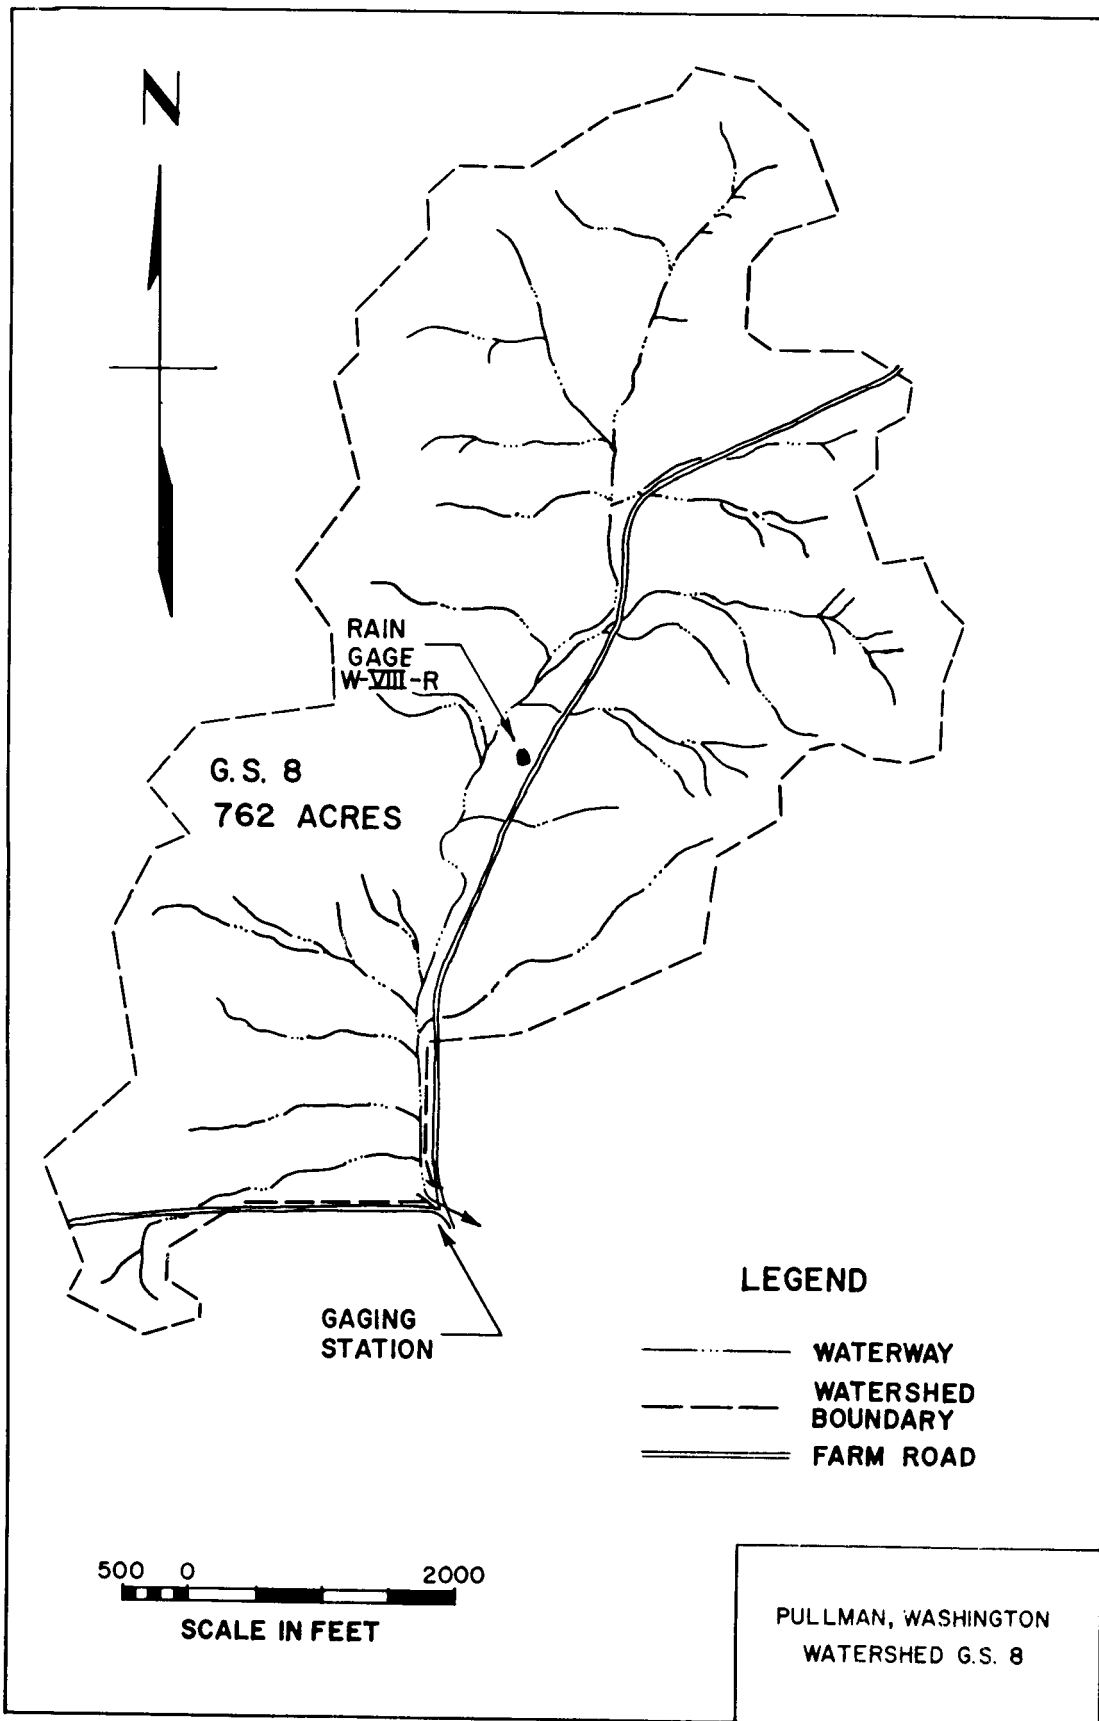 N
RAIN
GAGE
W-VIII-R
G.S. 8
762 ACRES
GAGING
STATION
LEGEND
WATERWAY
WATERSHED
BOUNDARY
FARM ROAD
500 0 2000
SCALE IN FEET
PULLMAN, WASHINGTON
WATERSHED G.S. 8